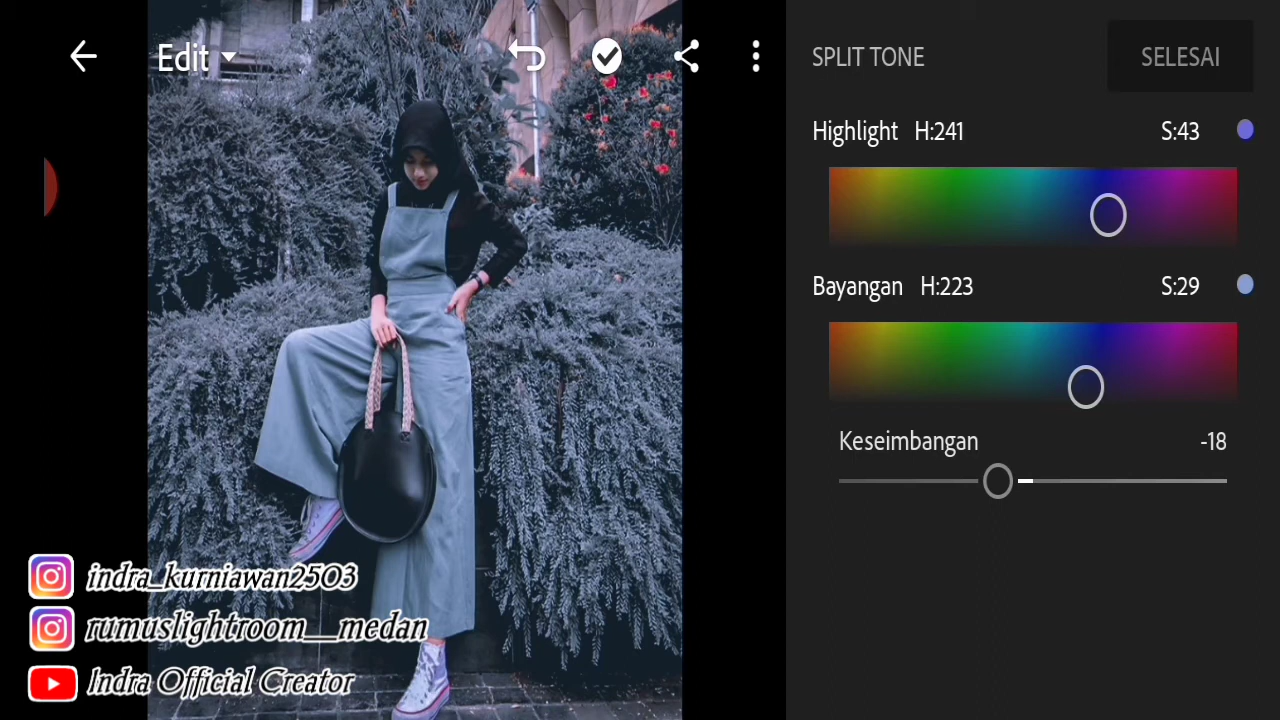 Edit
SPLIT TONE
SELESAI
Highlight H:241 S:43
Bayangan H:223 S:29
Keseimbangan -18
indra_kurniawan2503
rumuslightroom__medan
Indra Official Creator